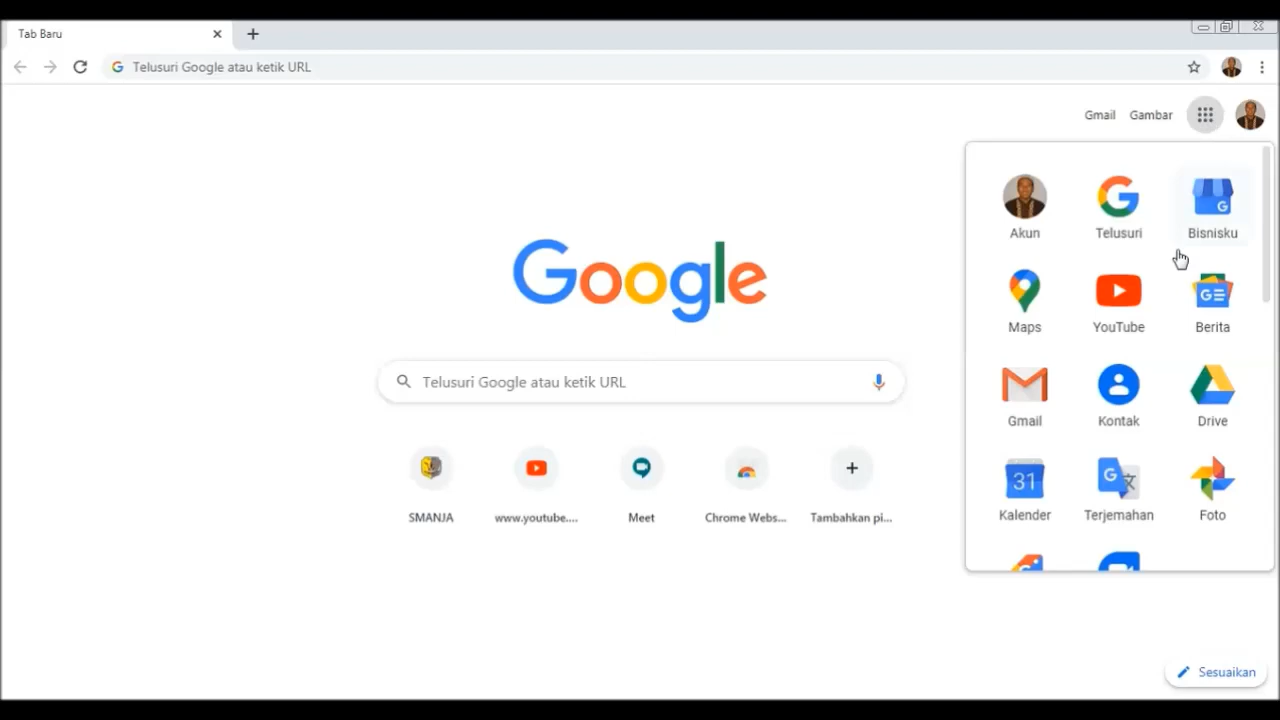 Tab Baru
Telusuri Google atau ketik URL
Gmail Gambar
Google
Telusuri Google atau ketik URL
SMANJA www.youtube.... Meet Chrome Webs... Tambahkan pi...
Akun Telusuri Bisnisku
Maps YouTube Berita
Gmail Kontak Drive
31
Kalender Terjemahan Foto
Sesuaikan